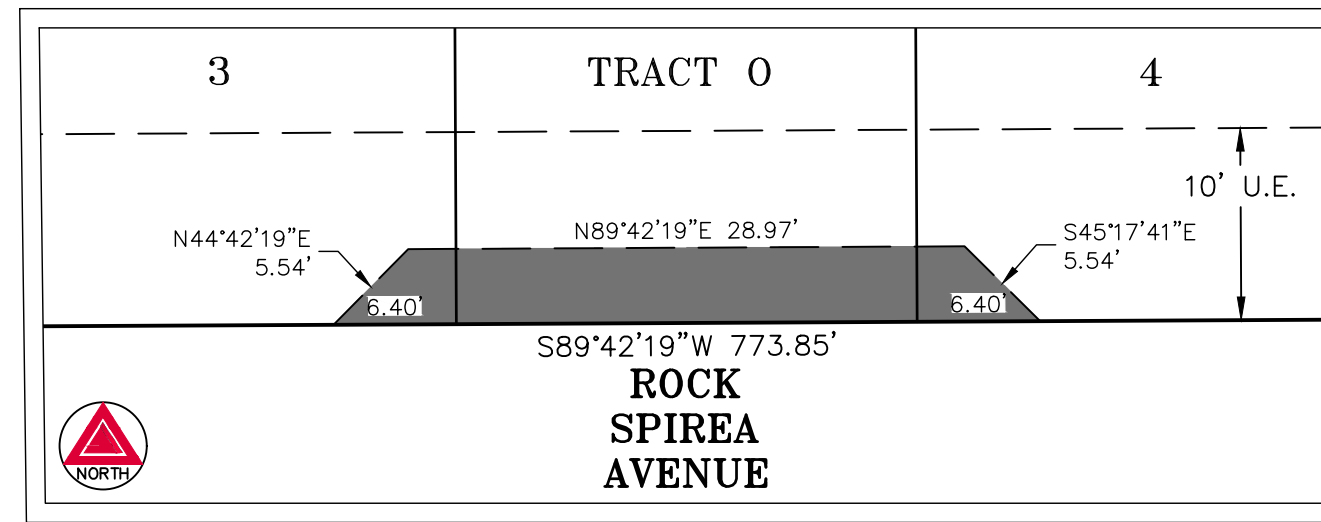 3
TRACT O
4
10' U.E.
N44°42'19"E
5.54'
N89°42'19"E 28.97'
S45°17'41"E
5.54'
6.40'
6.40'
S89°42'19"W 773.85'
ROCK
SPIREA
AVENUE
NORTH